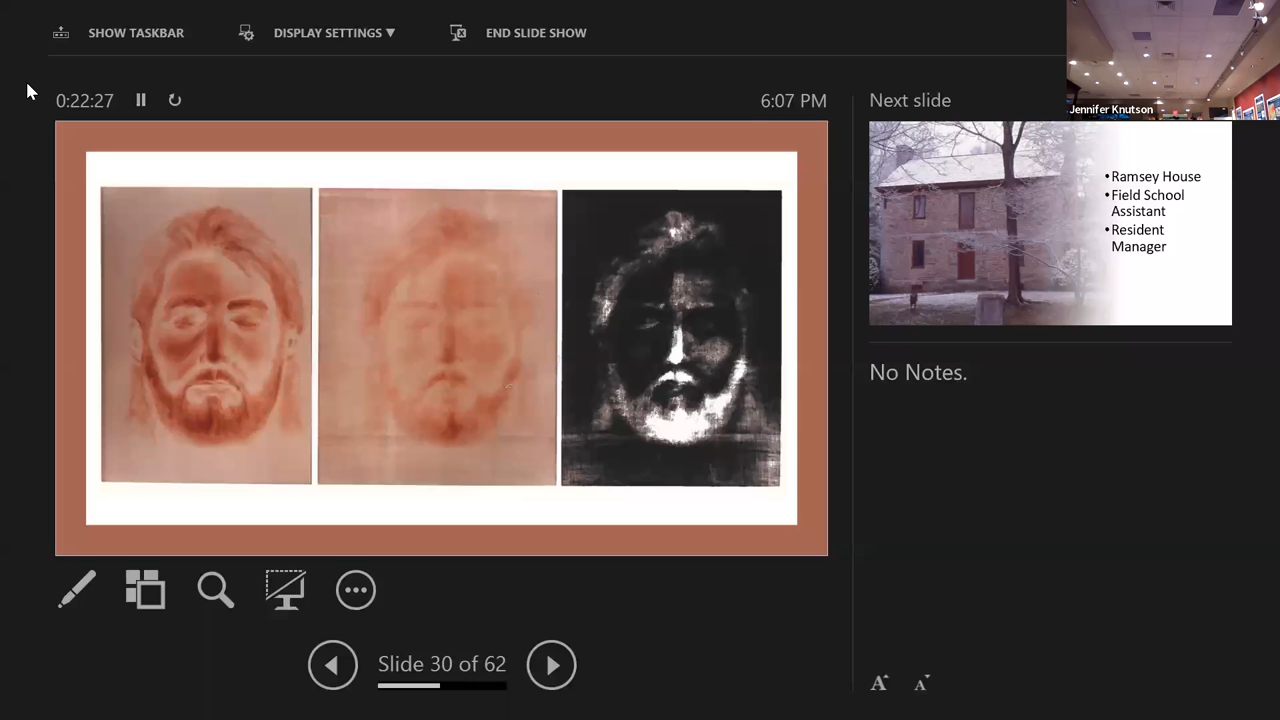 SHOW TASKBAR
DISPLAY SETTINGS ▼
END SLIDE SHOW
Jennifer Knutson
0:22:27
6:07 PM
Next slide
•Ramsey House
•Field School
Assistant
•Resident
Manager
No Notes.
Slide 30 of 62
A A